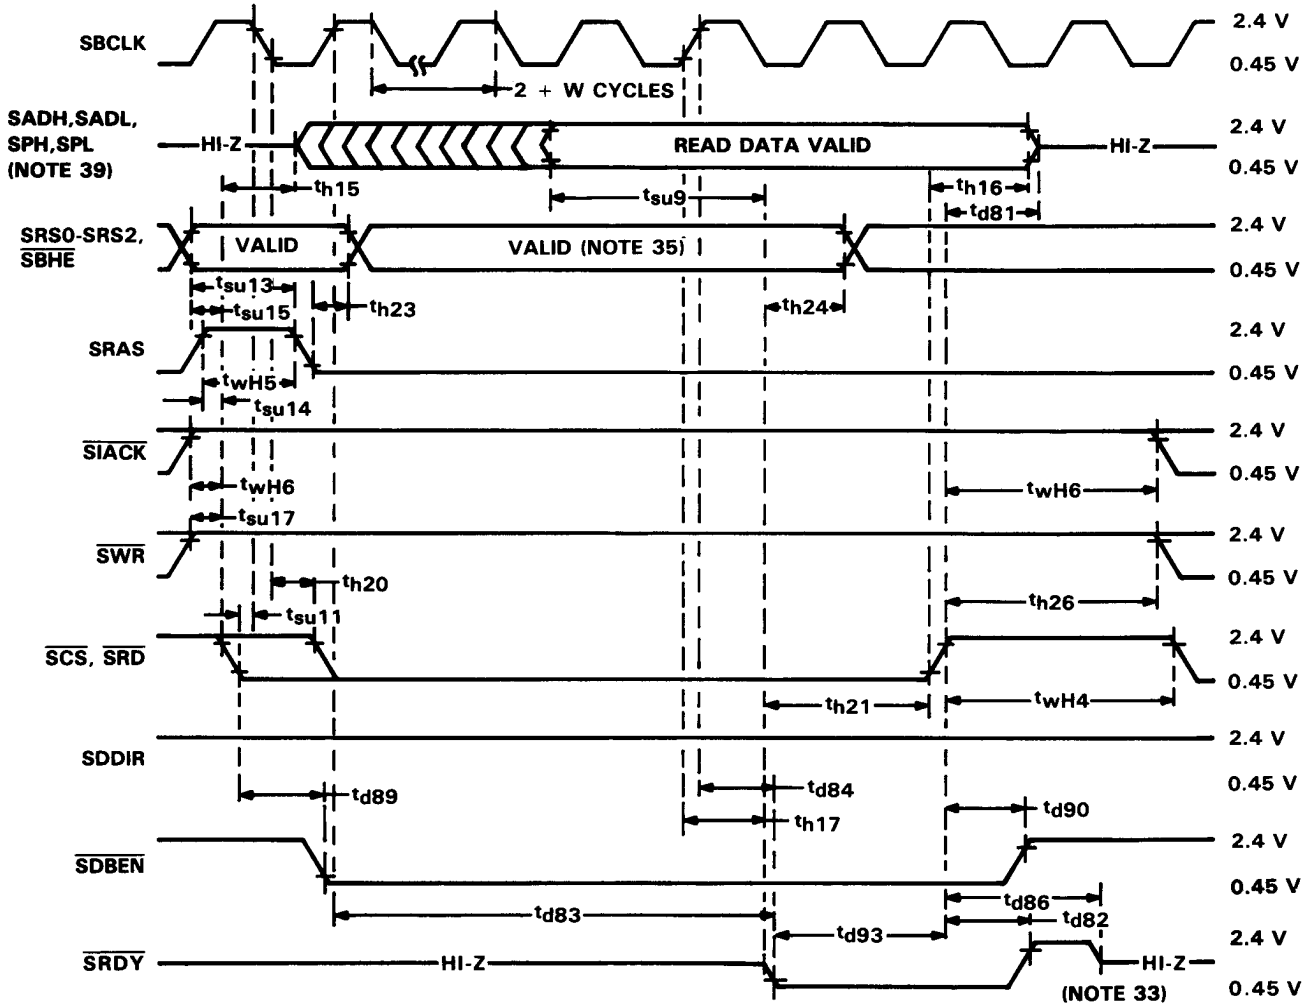 SBCLK
2.4 V
0.45 V
2 + W CYCLES
SADH,SADL,
SPH,SPL
(NOTE 39)
HI-Z
READ DATA VALID
HI-Z
2.4 V
0.45 V
th15
tsu9
th16
td81
SRS0-SRS2,
SBHE
VALID
VALID (NOTE 35)
2.4 V
0.45 V
tsu13
tsu15
th23
th24
SRAS
2.4 V
0.45 V
twH5
tsu14
SIACK
2.4 V
0.45 V
twH6
twH6
tsu17
SWR
2.4 V
0.45 V
th20
th26
tsu11
SCS, SRD
2.4 V
0.45 V
th21
twH4
SDDIR
2.4 V
0.45 V
td89
td84
td90
th17
SDBEN
2.4 V
0.45 V
td86
td83
td82
td93
SRDY
HI-Z
HI-Z
(NOTE 33)
2.4 V
0.45 V